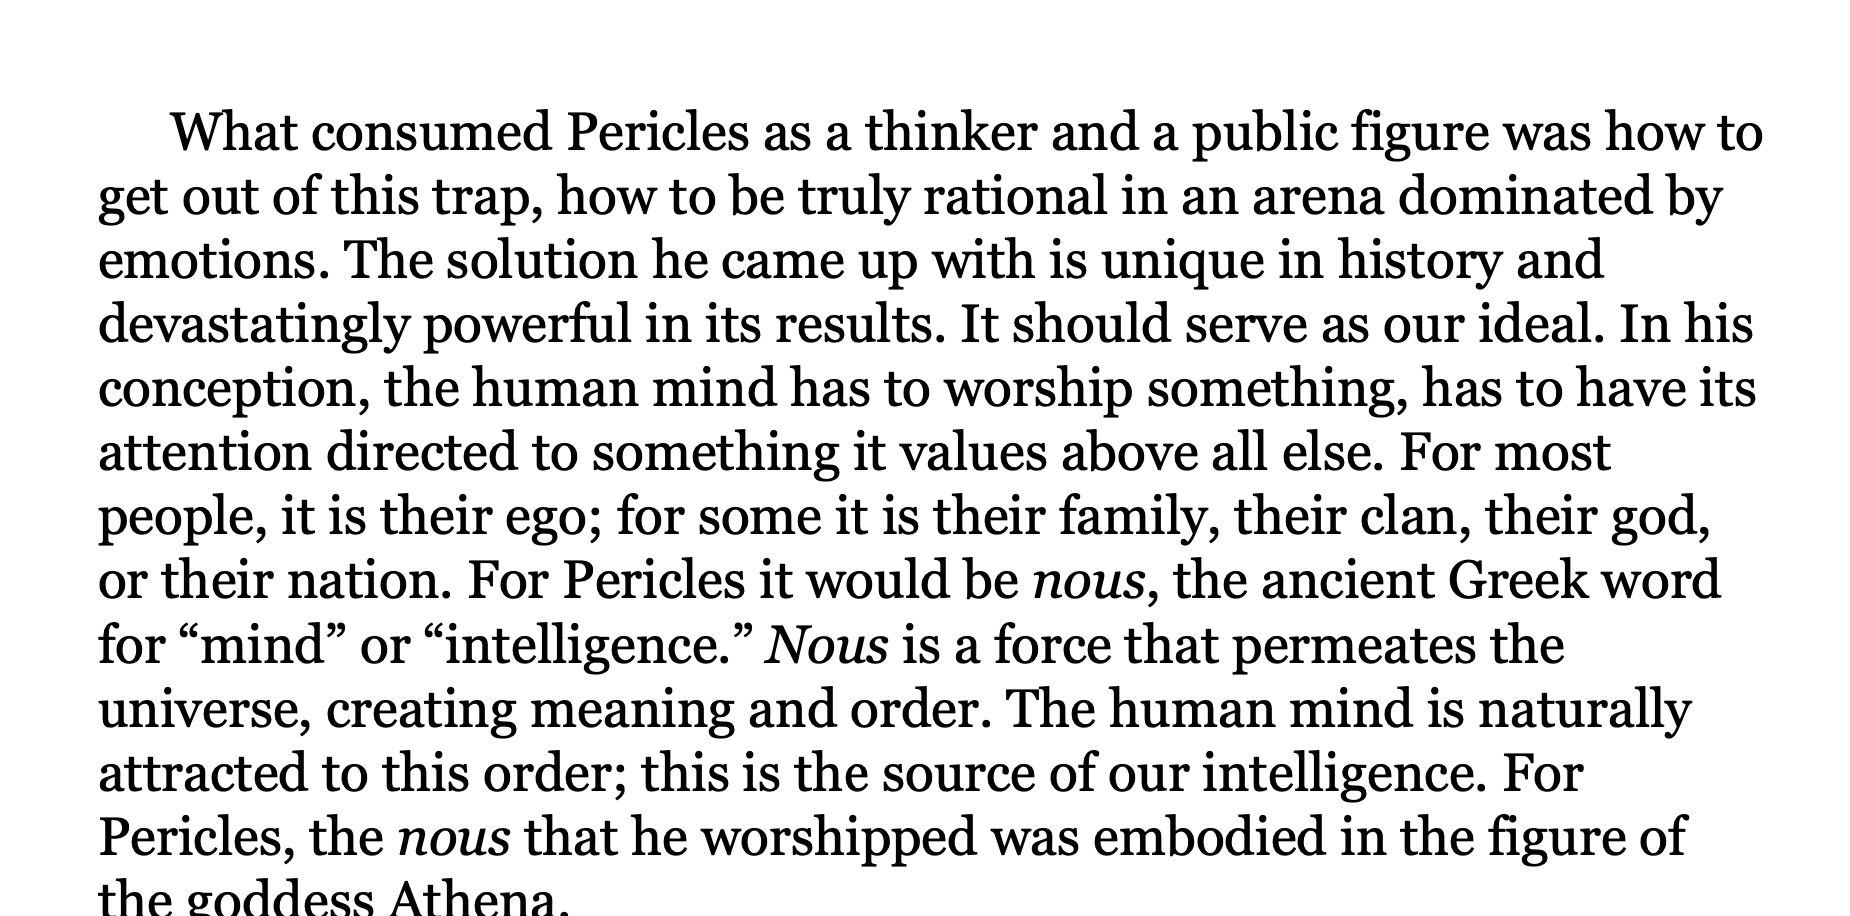 What consumed Pericles as a thinker and a public figure was how to
get out of this trap, how to be truly rational in an arena dominated by
emotions. The solution he came up with is unique in history and
devastatingly powerful in its results. It should serve as our ideal. In his
conception, the human mind has to worship something, has to have its
attention directed to something it values above all else. For most
people, it is their ego; for some it is their family, their clan, their god,
or their nation. For Pericles it would be nous, the ancient Greek word
for “mind” or “intelligence.” Nous is a force that permeates the
universe, creating meaning and order. The human mind is naturally
attracted to this order; this is the source of our intelligence. For
Pericles, the nous that he worshipped was embodied in the figure of
the goddess Athena.